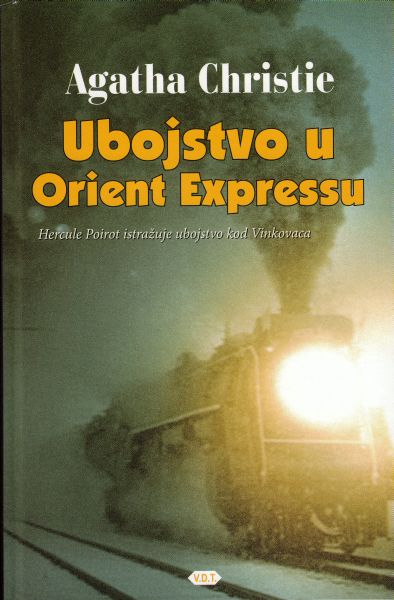 Agatha Christie
Ubojstvo u
Orient Expressu
Hercule Poirot istražuje ubojstvo kod Vinkovaca
V.D.T.